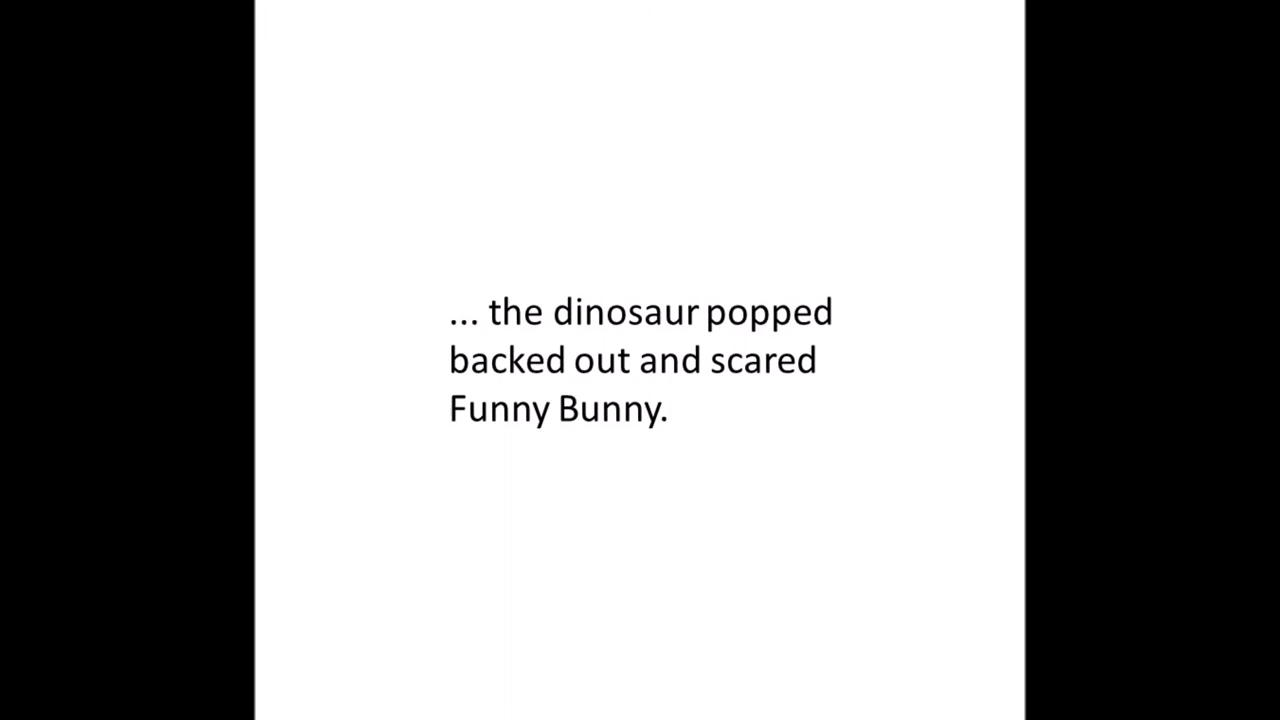 ... the dinosaur popped
backed out and scared
Funny Bunny.